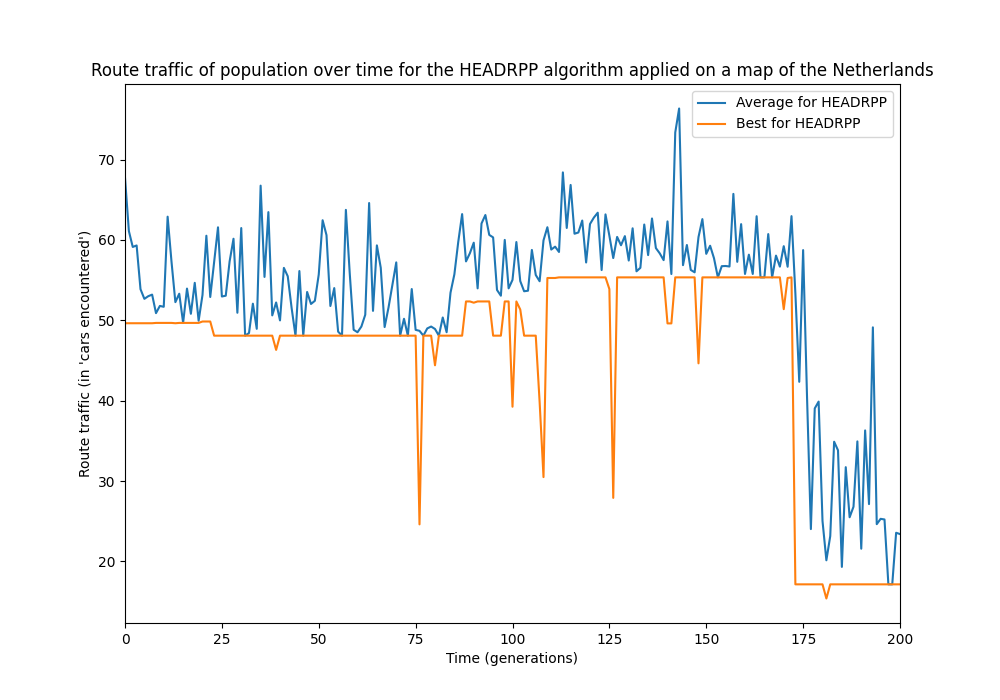 Route traffic of population over time for the HEADRPP algorithm applied on a map of the Netherlands
Average for HEADRPP
Best for HEADRPP
Route traffic (in 'cars encountered')
70
60
50
40
30
20
0 25 50 75 100 125 150 175 200
Time (generations)